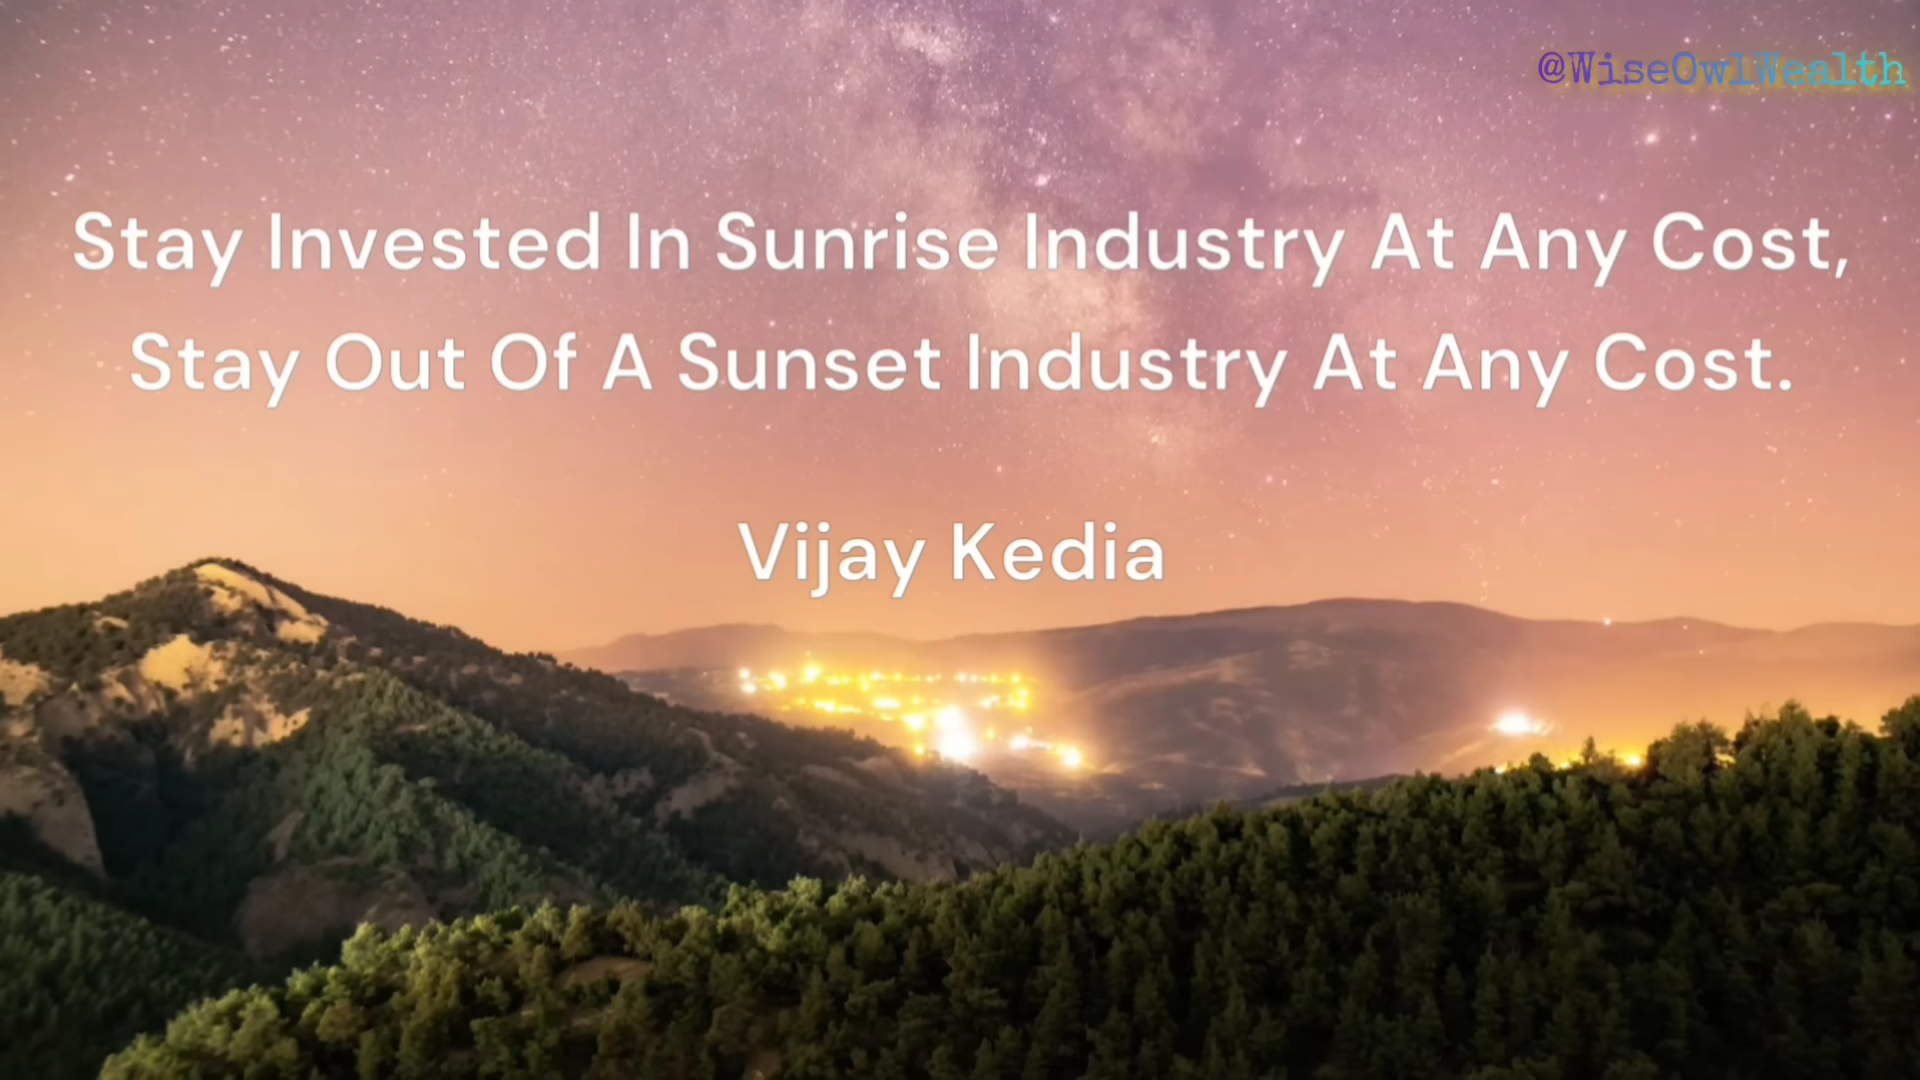 @WiseOwlWealth
Stay Invested In Sunrise Industry At Any Cost,
Stay Out Of A Sunset Industry At Any Cost.
Vijay Kedia